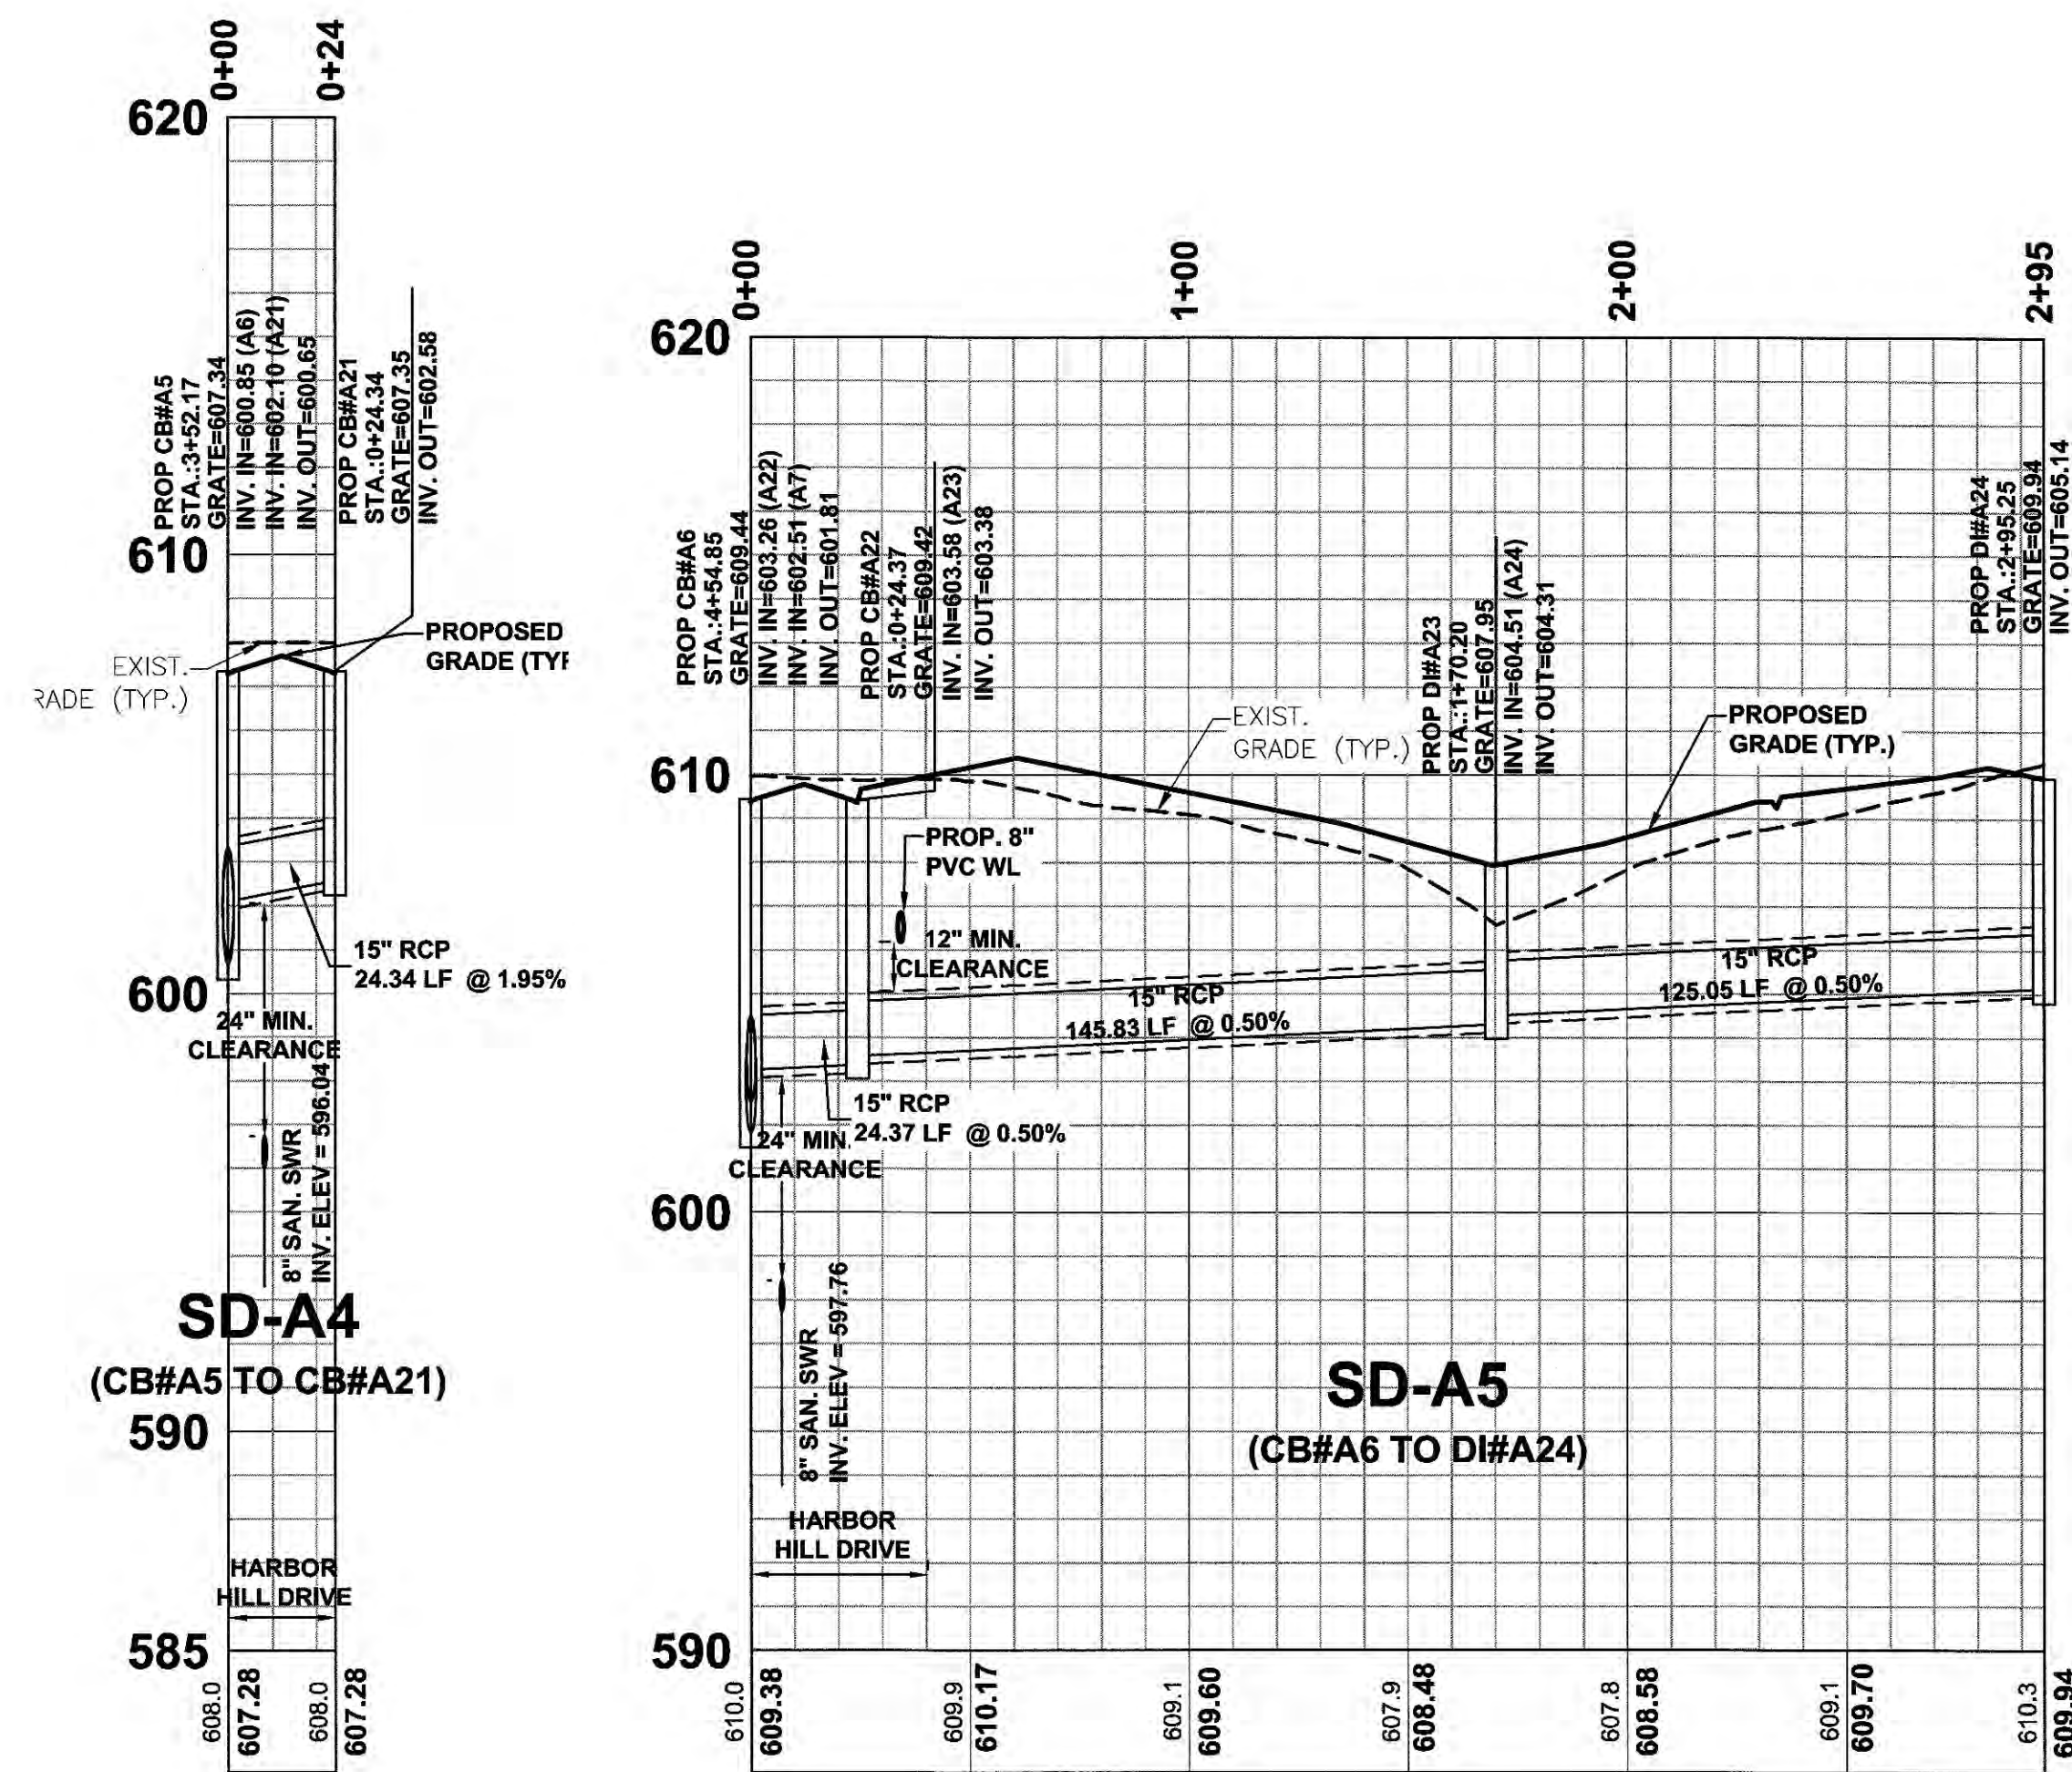 0+00
0+24
620
610
600
590
585
PROP CB#A5
STA.:3+52.17
GRATE=607.34
INV. IN=600.85 (A6)
INV. IN=602.10 (A21)
INV. OUT=600.65
PROP CB#A21
STA.:0+24.34
GRATE=607.35
INV. OUT=602.58
EXIST.
RADE (TYP.)
PROPOSED
GRADE (TYP
15" RCP
24.34 LF @ 1.95%
24" MIN.
CLEARANCE
8" SAN. SWR
INV. ELEV = 596.04
SD-A4
(CB#A5 TO CB#A21)
HARBOR
HILL DRIVE
608.0
607.28
608.0
607.28
0+00
1+00
2+00
2+95
620
610
600
590
PROP CB#A6
STA.:4+54.85
GRATE=609.44
INV. IN=603.26 (A22)
INV. IN=602.51 (A7)
INV. OUT=601.81
PROP CB#A22
STA.:0+24.37
GRATE=609.42
INV. IN=603.58 (A23)
INV. OUT=603.38
EXIST.
GRADE (TYP.)
PROP DI#A23
STA.:1+70.20
GRATE=607.95
INV. IN=604.51 (A24)
INV. OUT=604.31
PROPOSED
GRADE (TYP.)
PROP DI#A24
STA.:2+95.25
GRATE=609.94
INV. OUT=605.14
PROP. 8"
PVC WL
12" MIN.
CLEARANCE
15" RCP
145.83 LF @ 0.50%
15" RCP
125.05 LF @ 0.50%
15" RCP
24.37 LF @ 0.50%
24" MIN.
CLEARANCE
8" SAN. SWR
INV. ELEV = 597.76
SD-A5
(CB#A6 TO DI#A24)
HARBOR
HILL DRIVE
610.0
609.38
609.9
610.17
609.1
609.60
607.9
608.48
607.8
608.58
609.1
609.70
610.3
609.94